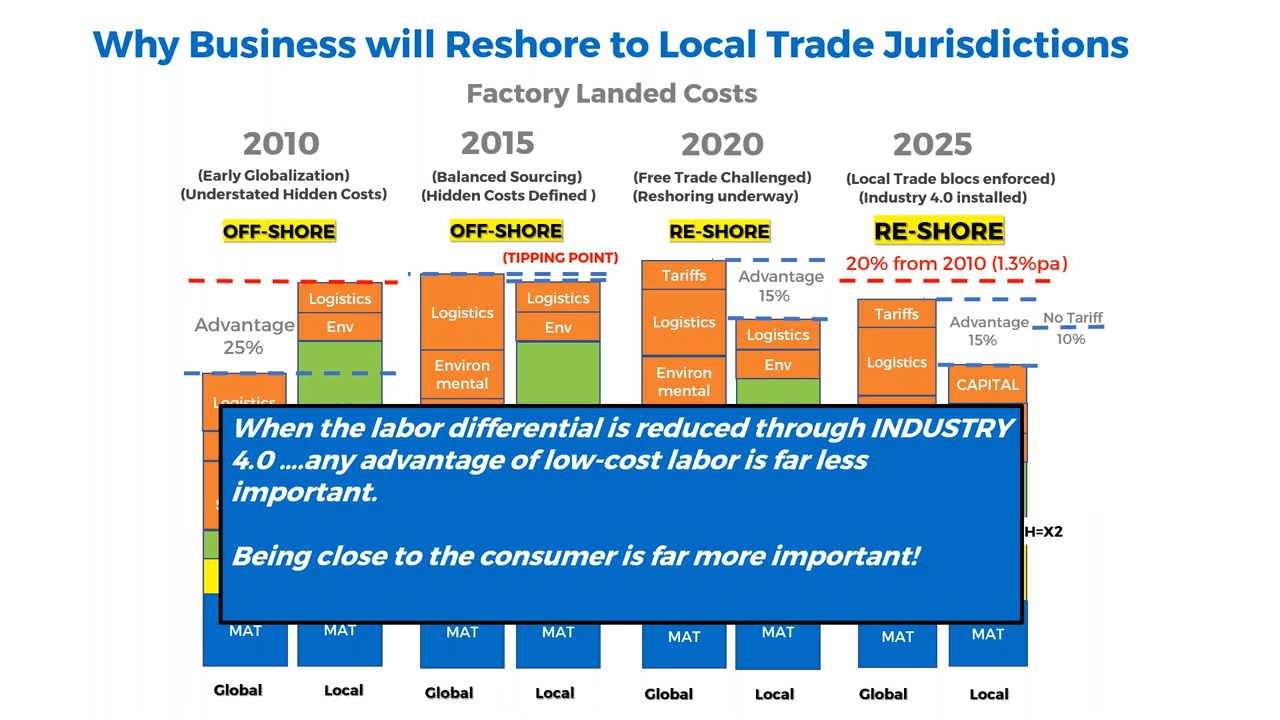 Why Business will Reshore to Local Trade Jurisdictions
Factory Landed Costs
2010
(Early Globalization)
(Understated Hidden Costs)
OFF-SHORE
2015
(Balanced Sourcing)
(Hidden Costs Defined )
OFF-SHORE
(TIPPING POINT)
2020
(Free Trade Challenged)
(Reshoring underway)
RE-SHORE
2025
(Local Trade blocs enforced)
(Industry 4.0 installed)
RE-SHORE
20% from 2010 (1.3%pa)
Advantage
25%
Logistics
Logistics
Env
Logistics
Environ
mental
Logistics
Env
Tariffs
Logistics
Environ
mental
Advantage
15%
Logistics
Env
Tariffs
Logistics
Advantage
15%
No Tariff
10%
CAPITAL
When the labor differential is reduced through INDUSTRY
4.0 ....any advantage of low-cost labor is far less
important.
Being close to the consumer is far more important!
H=X2
MAT
MAT
MAT
MAT
MAT
MAT
MAT
MAT
Global
Local
Global
Local
Global
Local
Global
Local